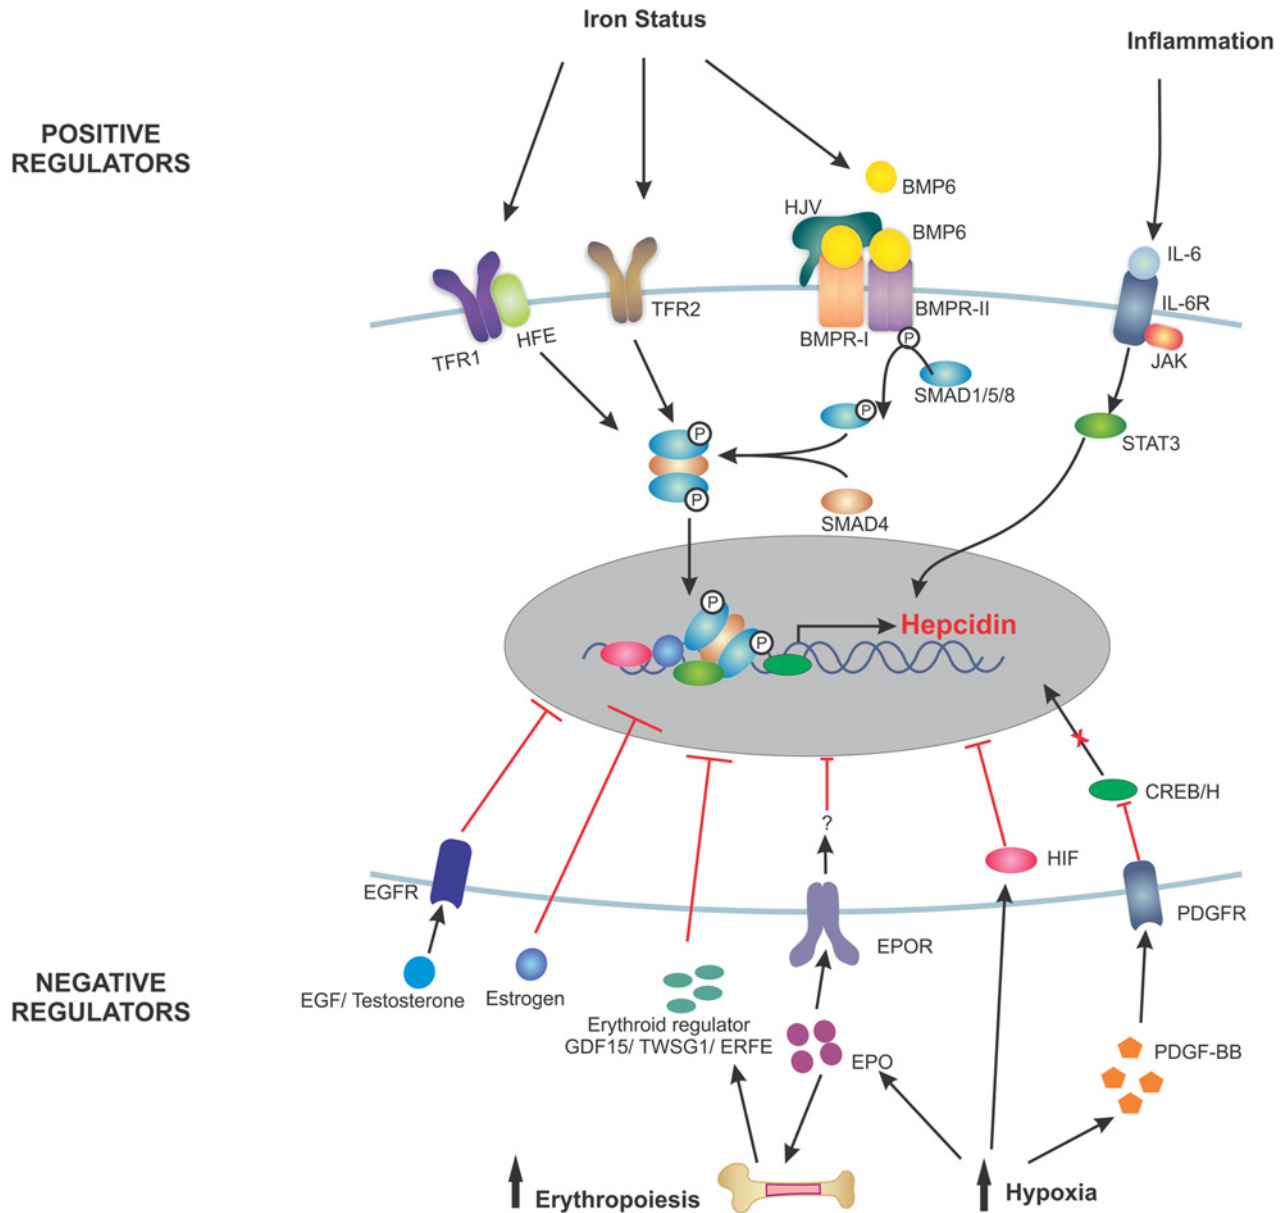 Iron Status
Inflammation
POSITIVE
REGULATORS
BMP6
HJV
BMP6
IL-6
TFR2
BMPR-II
IL-6R
TFR1
HFE
BMPR-I
P
JAK
SMAD1/5/8
P
P
STAT3
P
SMAD4
P
Hepcidin
P
CREB/H
?
HIF
EGFR
PDGFR
EPOR
NEGATIVE
REGULATORS
EGF/ Testosterone
Estrogen
Erythroid regulator
GDF15/ TWSG1/ ERFE
EPO
PDGF-BB
Erythropoiesis
Hypoxia